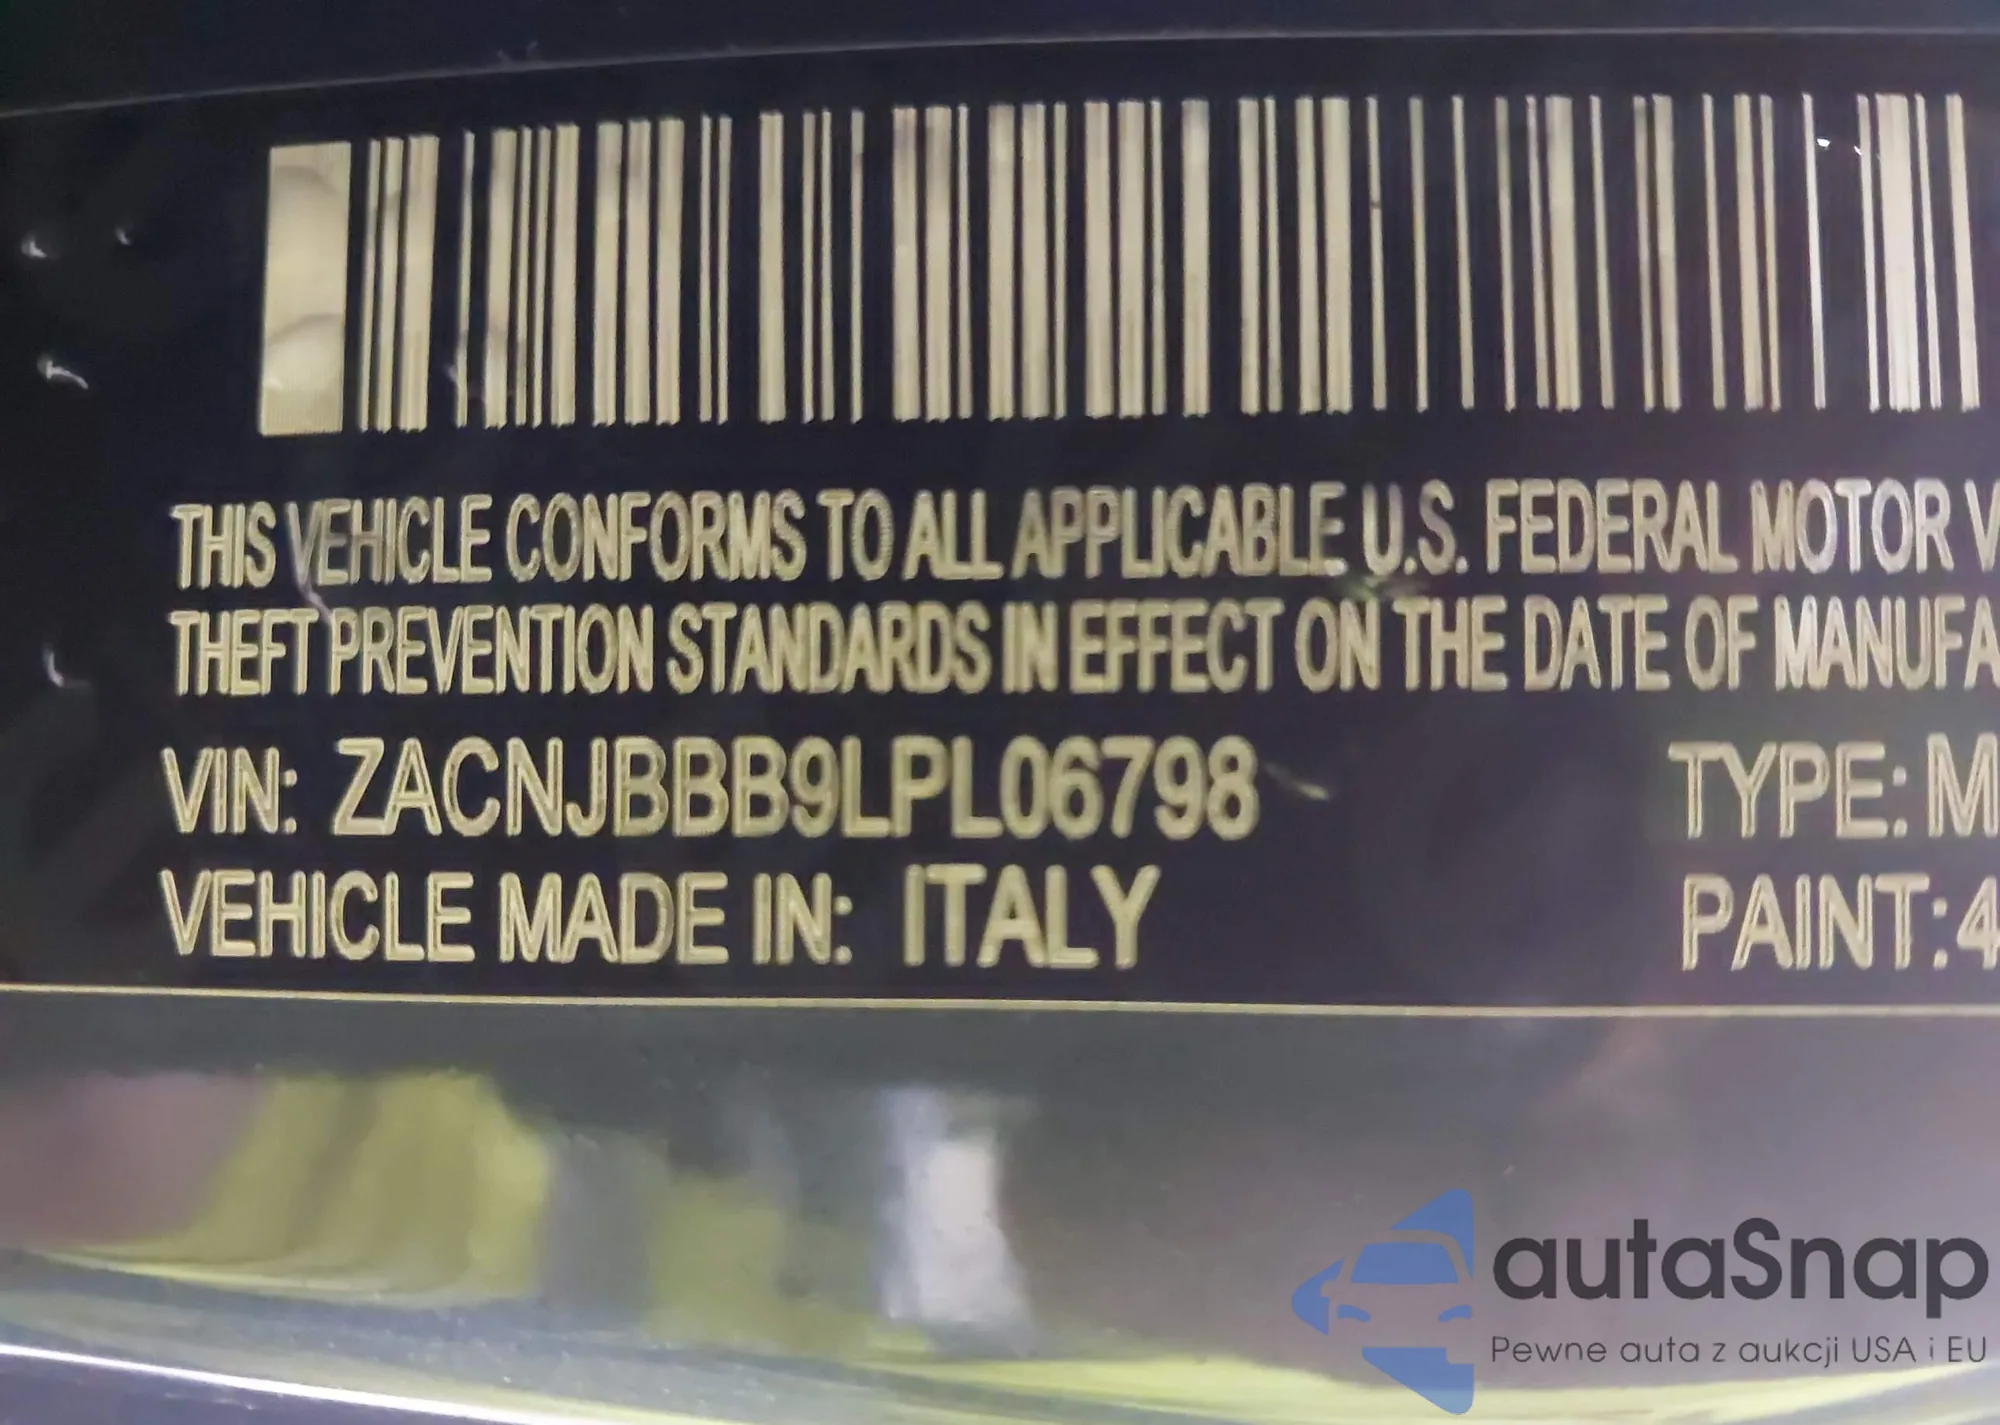 THIS VEHICLE CONFORMS TO ALL APPLICABLE U.S. FEDERAL MOTOR V
THEFT PREVENTION STANDARDS IN EFFECT ON THE DATE OF MANUFA
VIN: ZACNJBBB9LPL06798 TYPE: M
VEHICLE MADE IN: ITALY PAINT:4
autaSnap
Pewne auta z aukcji USA i EU